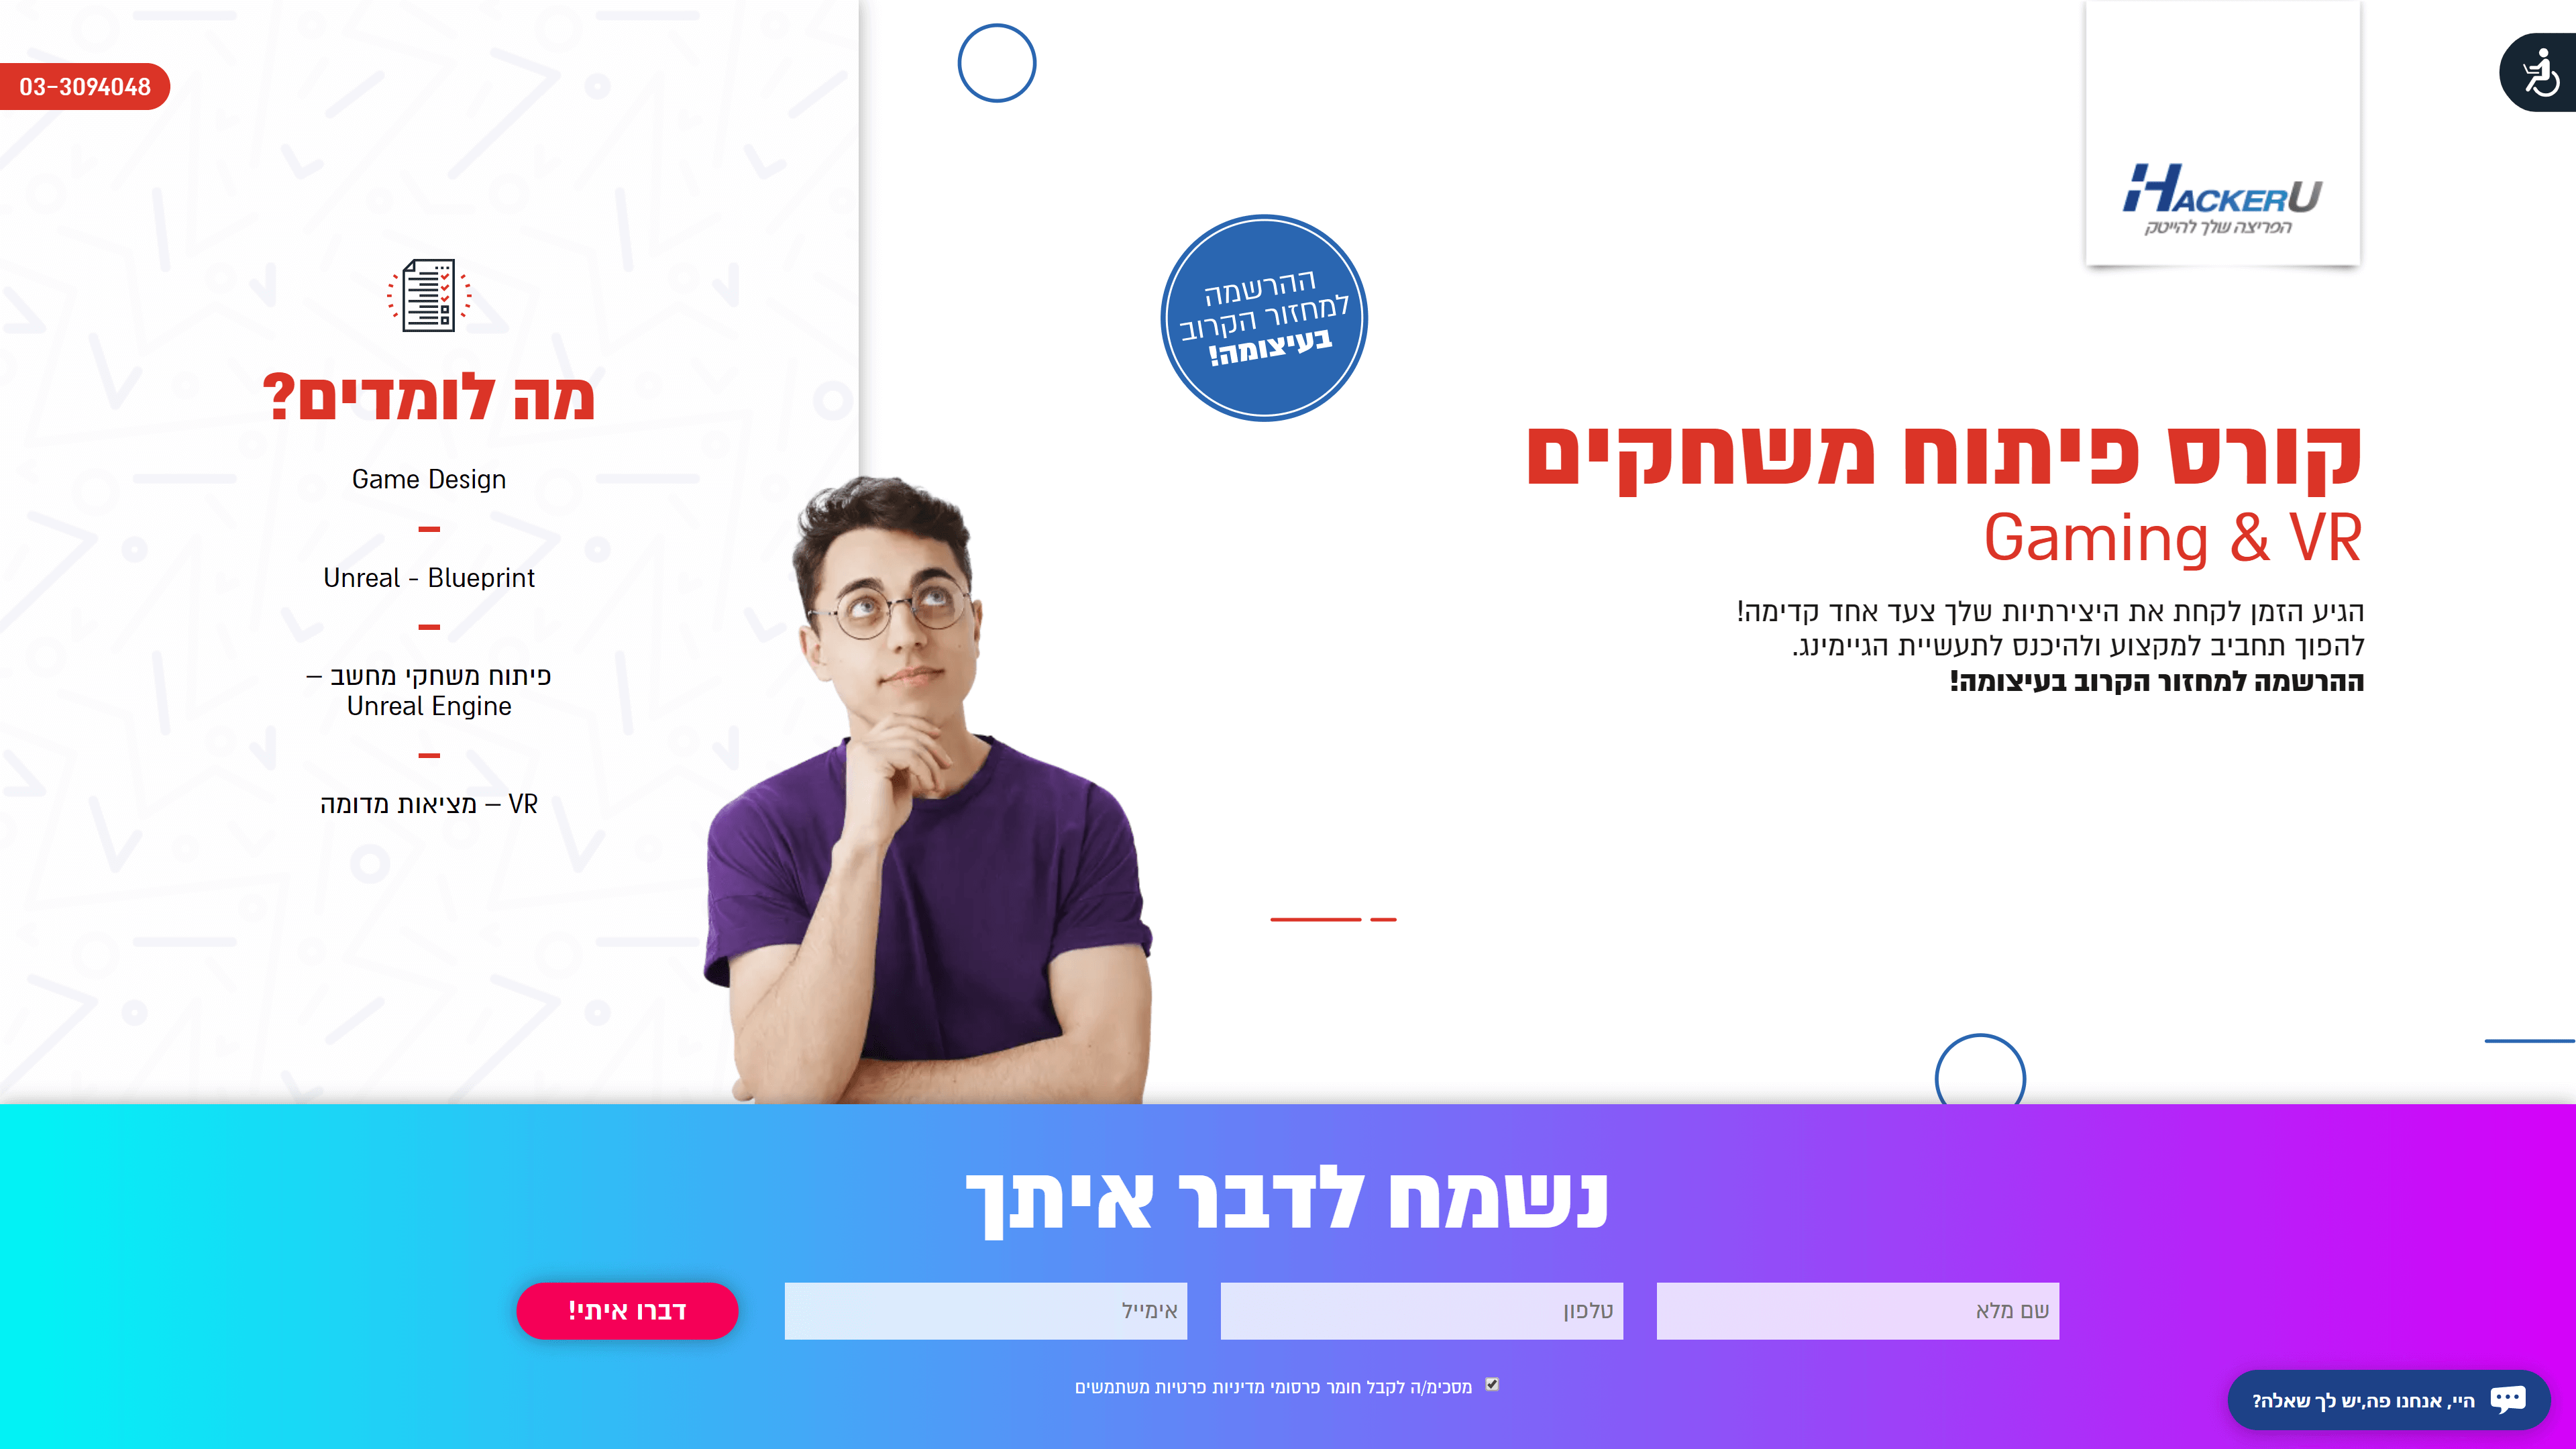 HACKERU
הפריצה שלך להייטק
03-3094048
ההרשמה
למחזור הקרוב
בעיצומה!
קורס פיתוח משחקים
Gaming & VR
הגיע הזמן לקחת את היצירתיות שלך צעד אחד קדימה!
להפוך תחביב למקצוע ולהיכנס לתעשיית הגיימינג.
ההרשמה למחזור הקרוב בעיצומה!
מה לומדים?
Game Design
Unreal - Blueprint
פיתוח משחקי מחשב –
Unreal Engine
VR – מציאות מדומה
נשמח לדבר איתך
שם מלא
טלפון
אימייל
דברו איתי!
מסכימ/ה לקבל חומר פרסומי מדיניות פרטיות משתמשים
היי, אנחנו פה,יש לך שאלה?